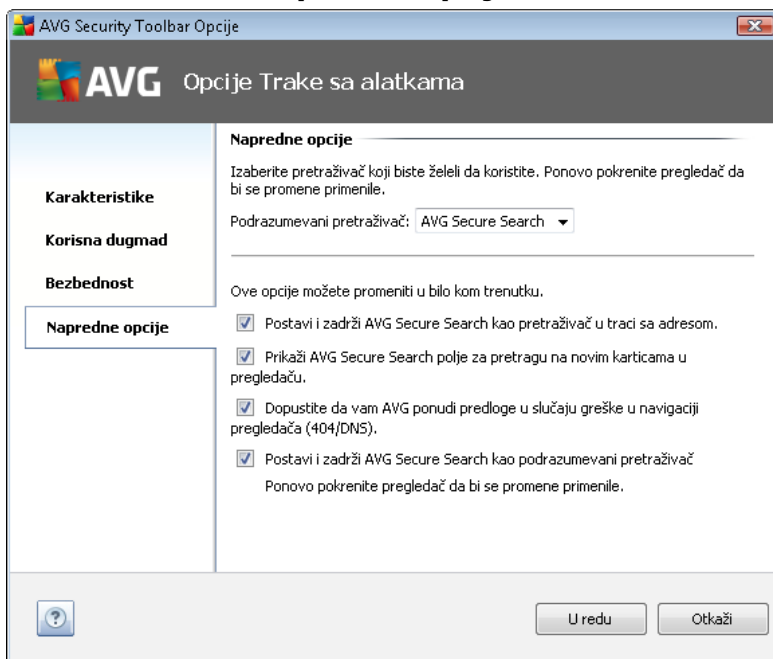 AVG Security Toolbar Opcije
AVG Opcije Trake sa alatkama
Karakteristike
Korisna dugmad
Bezbednost
Napredne opcije
Napredne opcije
Izaberite pretraživač koji biste želeli da koristite. Ponovo pokrenite pregledač da
bi se promene primenile.
Podrazumevani pretraživač: AVG Secure Search
Ove opcije možete promeniti u bilo kom trenutku.
Postavi i zadrži AVG Secure Search kao pretraživač u traci sa adresom.
Prikaži AVG Secure Search polje za pretragu na novim karticama u
pregledaču.
Dopustite da vam AVG ponudi predloge u slučaju greške u navigaciji
pregledača (404/DNS).
Postavi i zadrži AVG Secure Search kao podrazumevani pretraživač
Ponovo pokrenite pregledač da bi se promene primenile.
?
U redu
Otkaži